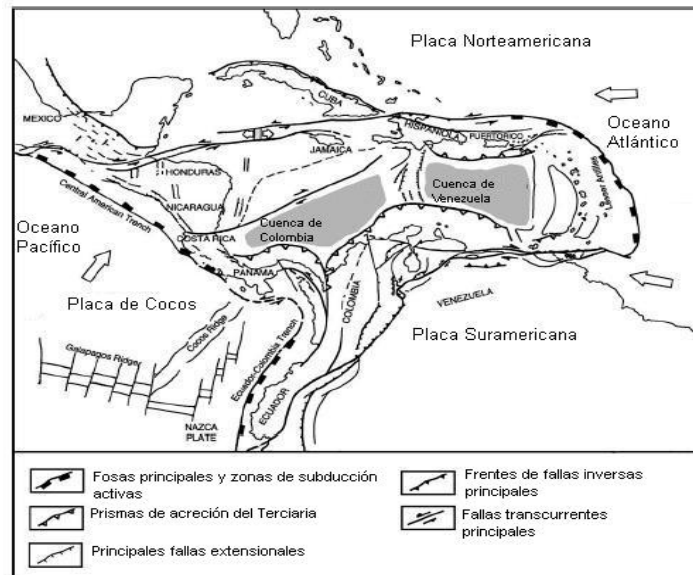 Placa Norteamericana
CUBA
MEXICO
HISPANIOLA
PUERTORICO
Oceano
Atlántico
JAMAICA
HONDURAS
Cuenca de
Venezuela
Lesser Antilles
NICARAGUA
Central American Trench
Cuenca de
Colombia
Oceano
Pacífico
COSTA RICA
PANAMA
COLOMBIA
VENEZUELA
Placa de Cocos
Placa Suramericana
Cocos Ridge
Galapagos Ridge
Ecuador-Colombia Trench
ECUADOR
NAZCA
PLATE
Fosas principales y zonas de subducción
activas
Prismas de acreción del Terciaria
Principales fallas extensionales
Frentes de fallas inversas
principales
Fallas transcurrentes
principales